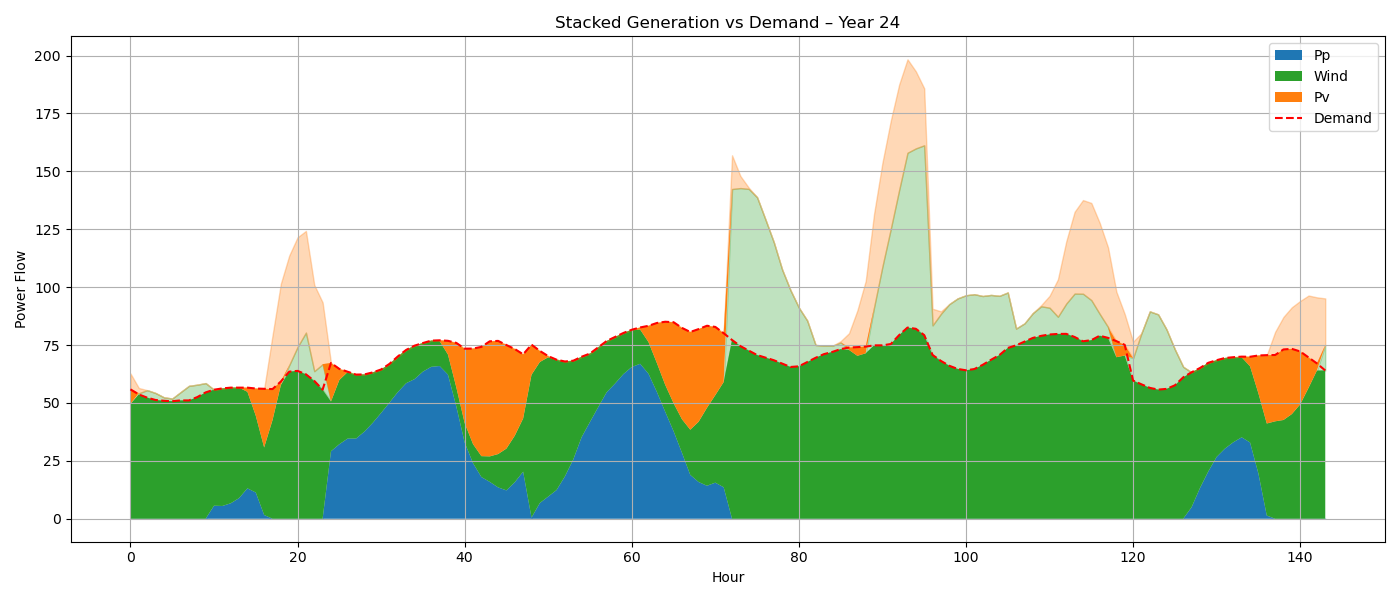 Stacked Generation vs Demand – Year 24
Power Flow
200
175
150
125
100
75
50
25
0
0 20 40 60 80 100 120 140
Hour
Pp
Wind
Pv
Demand